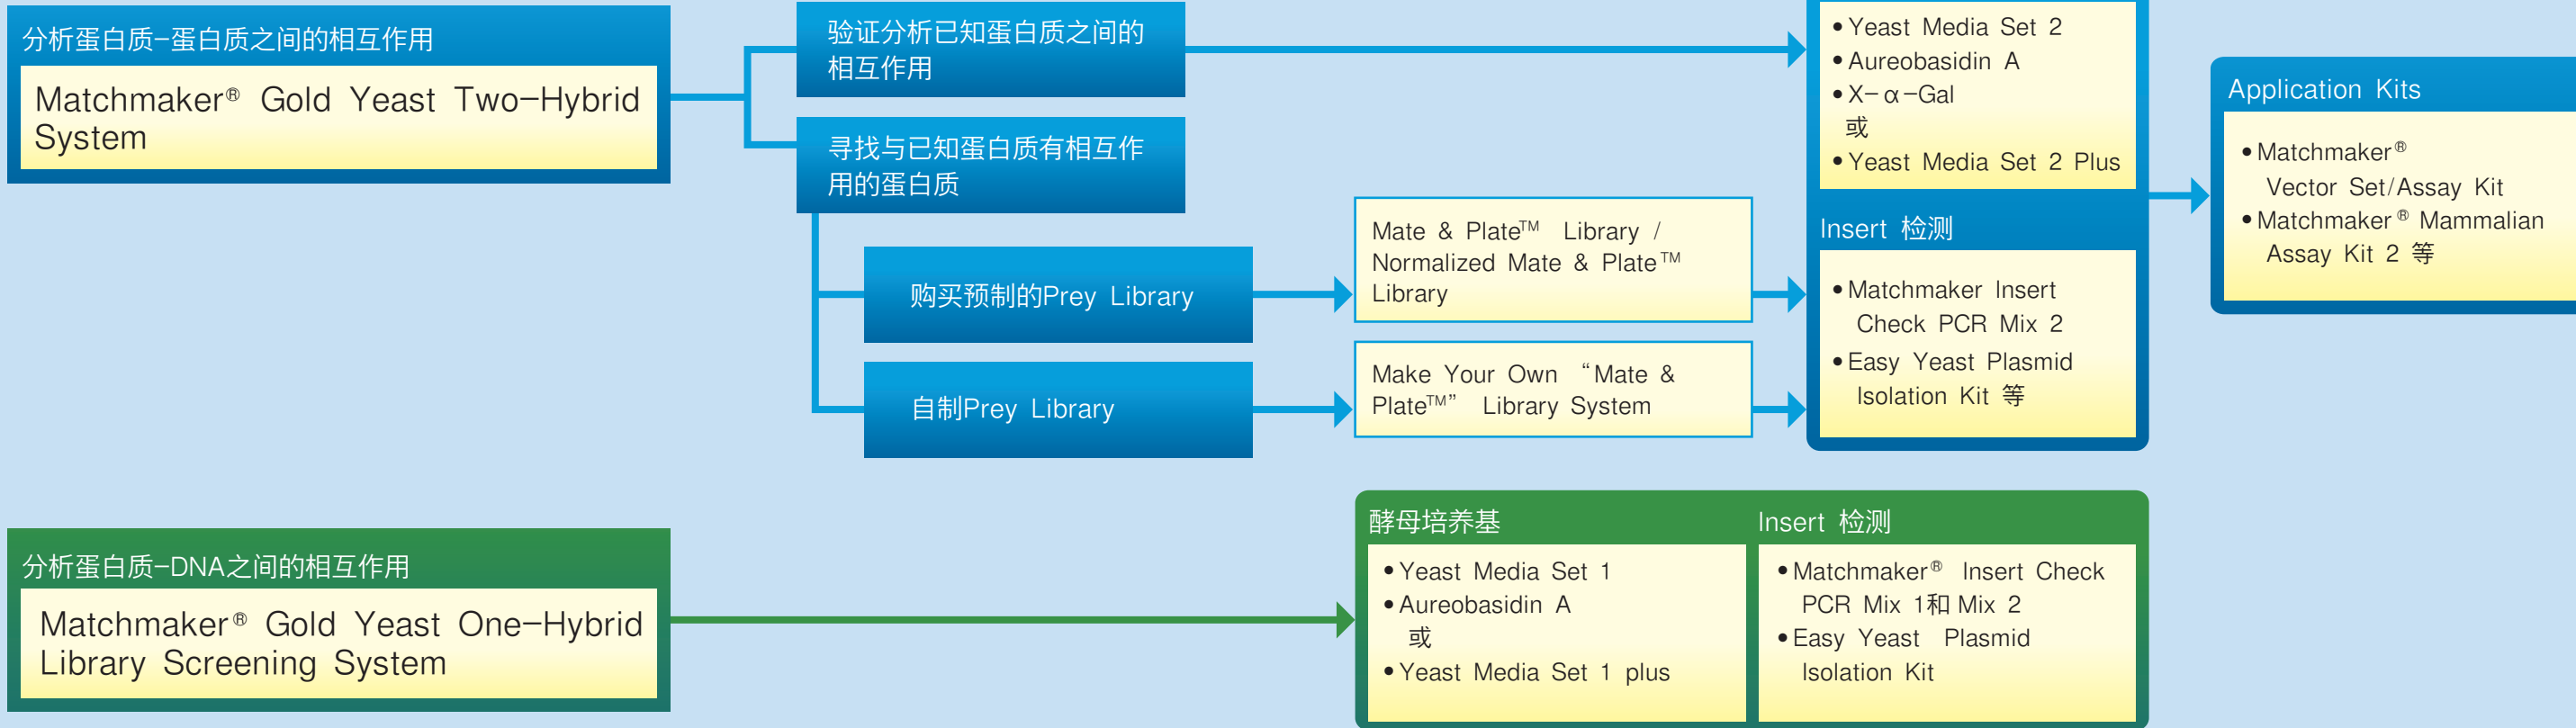 分析蛋白质-蛋白质之间的相互作用
Matchmaker® Gold Yeast Two-Hybrid
System
验证分析已知蛋白质之间的
相互作用
寻找与已知蛋白质有相互作
用的蛋白质
购买预制的Prey Library
自制Prey Library
Mate & Plate™ Library /
Normalized Mate & Plate™
Library
Make Your Own “Mate &
Plate™” Library System
•Yeast Media Set 2
•Aureobasidin A
•X-α-Gal
或
•Yeast Media Set 2 Plus
Insert 检测
•Matchmaker Insert
Check PCR Mix 2
•Easy Yeast Plasmid
Isolation Kit 等
Application Kits
•Matchmaker®
Vector Set/Assay Kit
•Matchmaker® Mammalian
Assay Kit 2 等
分析蛋白质-DNA之间的相互作用
Matchmaker® Gold Yeast One-Hybrid
Library Screening System
酵母培养基
•Yeast Media Set 1
•Aureobasidin A
或
•Yeast Media Set 1 plus
Insert 检测
•Matchmaker® Insert Check
PCR Mix 1和 Mix 2
•Easy Yeast Plasmid
Isolation Kit